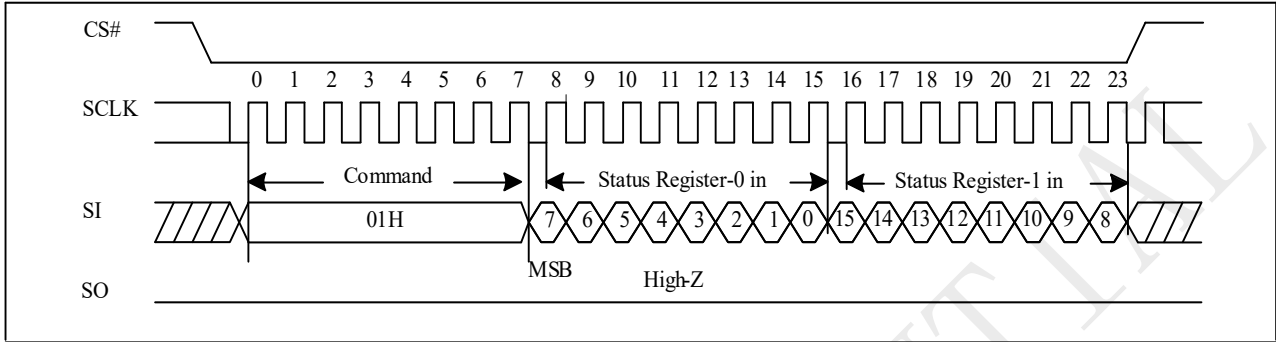 CS#
0 1 2 3 4 5 6 7 8 9 10 11 12 13 14 15 16 17 18 19 20 21 22 23
SCLK
Command Status Register-0 in Status Register-1 in
SI
01H 7 6 5 4 3 2 1 0 15 14 13 12 11 10 9 8
MSB High-Z
SO